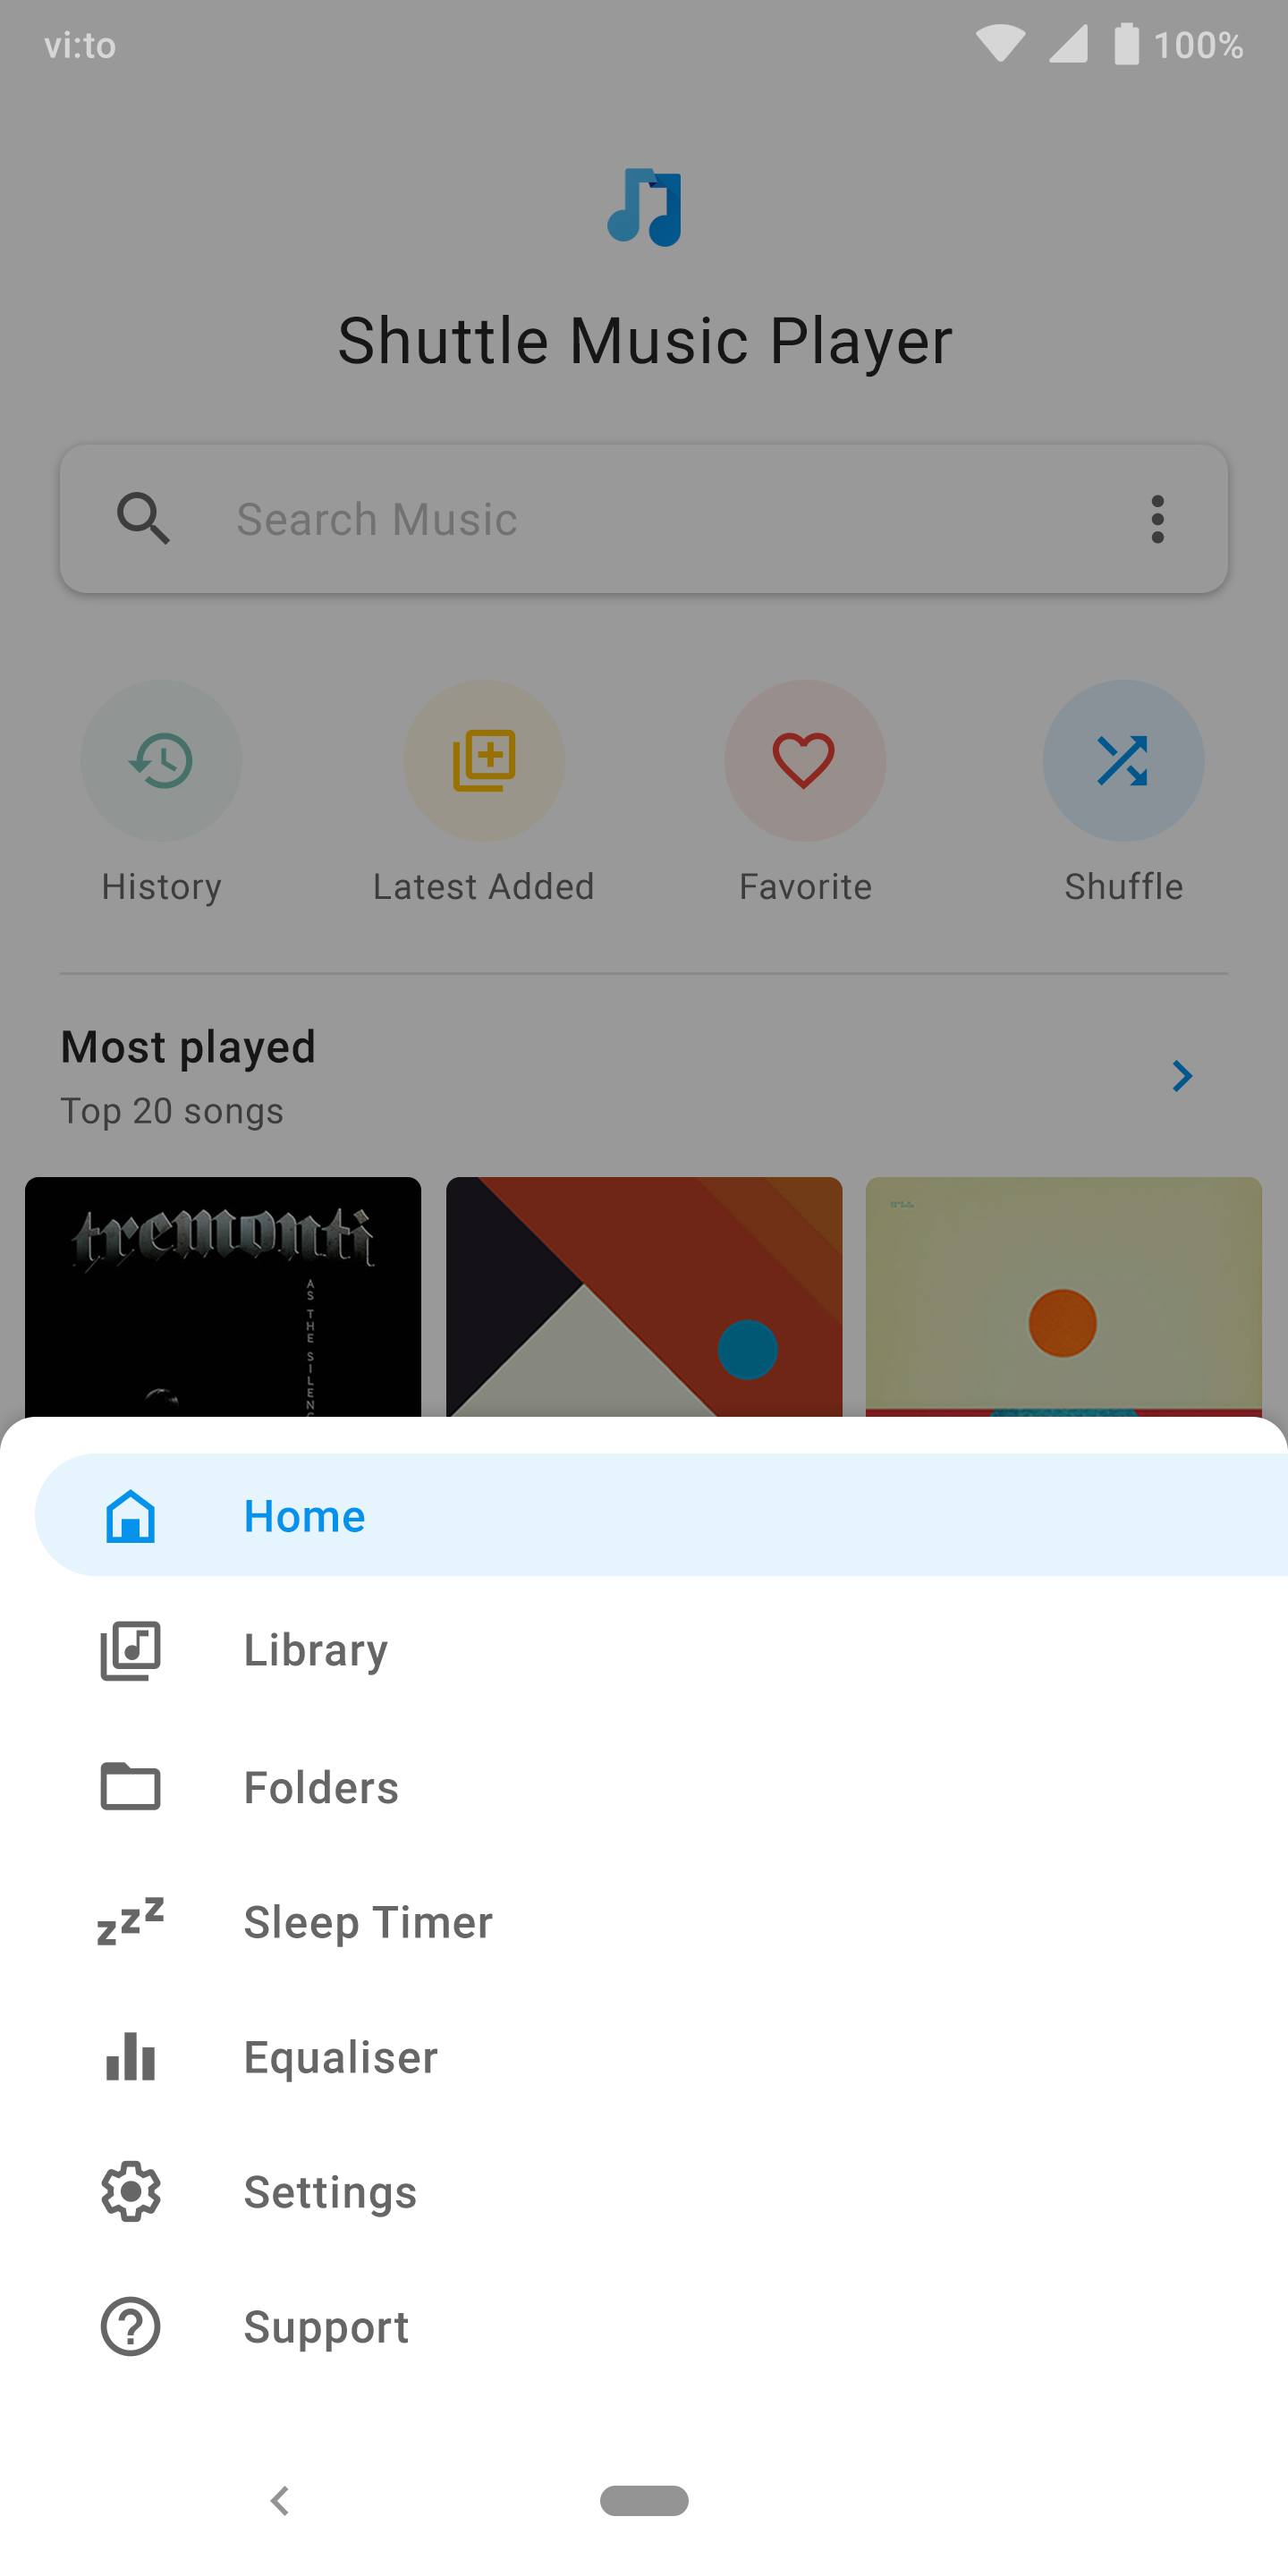 vi:to
100%
Shuttle Music Player
Search Music
History
Latest Added
Favorite
Shuffle
Most played
Top 20 songs
tremonti
AS THE SILENC
Home
Library
Folders
Sleep Timer
Equaliser
Settings
Support